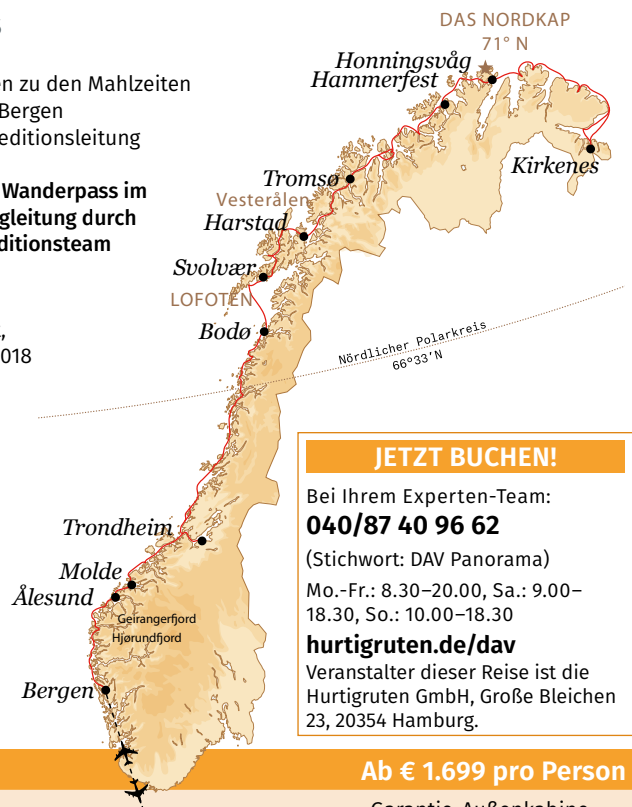 DAS NORDKAP
71° N
Honningsvåg
Hammerfest
Kirkenes
Tromsø
Vesterålen
Harstad
Svolvær
LOFOTEN
Bodø
Nördlicher Polarkreis
66°33'N
Trondheim
Molde
Ålesund
Geirangerfjord
Hjørundfjord
Bergen
en zu den Mahlzeiten
Bergen
editionsleitung
Wanderpass im
gleitung durch
ditionsteam
018
JETZT BUCHEN!
Bei Ihrem Experten-Team:
040/87 40 96 62
(Stichwort: DAV Panorama)
Mo.-Fr.: 8.30–20.00, Sa.: 9.00–
18.30, So.: 10.00–18.30
hurtigruten.de/dav
Veranstalter dieser Reise ist die
Hurtigruten GmbH, Große Bleichen
23, 20354 Hamburg.
Ab € 1.699 pro Person
Garantie-Außenkabine